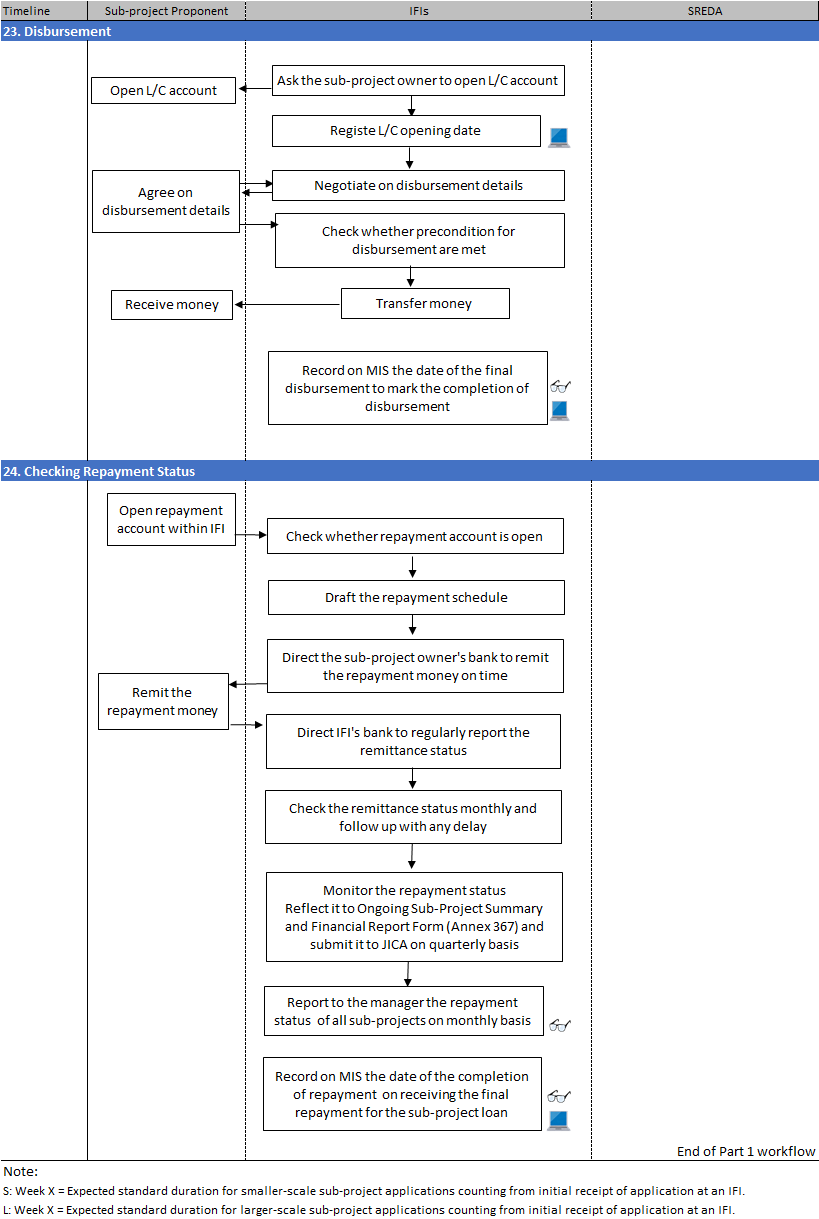 Timeline Sub-project Proponent IFIs SREDA
23. Disbursement
Ask the sub-project owner to open L/C account
Open L/C account
Registe L/C opening date
Negotiate on disbursement details
Agree on
disbursement details
Check whether precondition for
disbursement are met
Transfer money
Receive money
Record on MIS the date of the final
disbursement to mark the completion of
disbursement
24. Checking Repayment Status
Open repayment
account within IFI
Check whether repayment account is open
Draft the repayment schedule
Direct the sub-project owner's bank to remit
the repayment money on time
Remit the
repayment money
Direct IFI's bank to regularly report the
remittance status
Check the remittance status monthly and
follow up with any delay
Monitor the repayment status
Reflect it to Ongoing Sub-Project Summary
and Financial Report Form (Annex 367) and
submit it to JICA on quarterly basis
Report to the manager the repayment
status of all sub-projects on monthly basis
Record on MIS the date of the completion
of repayment on receiving the final
repayment for the sub-project loan
End of Part 1 workflow
Note:
S: Week X = Expected standard duration for smaller-scale sub-project applications counting from initial receipt of application at an IFI.
L: Week X = Expected standard duration for larger-scale sub-project applications counting from initial receipt of application at an IFI.